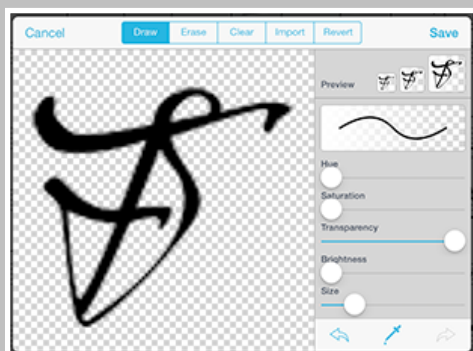 Cancel Draw Erase Clear Import Revert Save
Preview
Hue
Saturation
Transparency
Brightness
Size